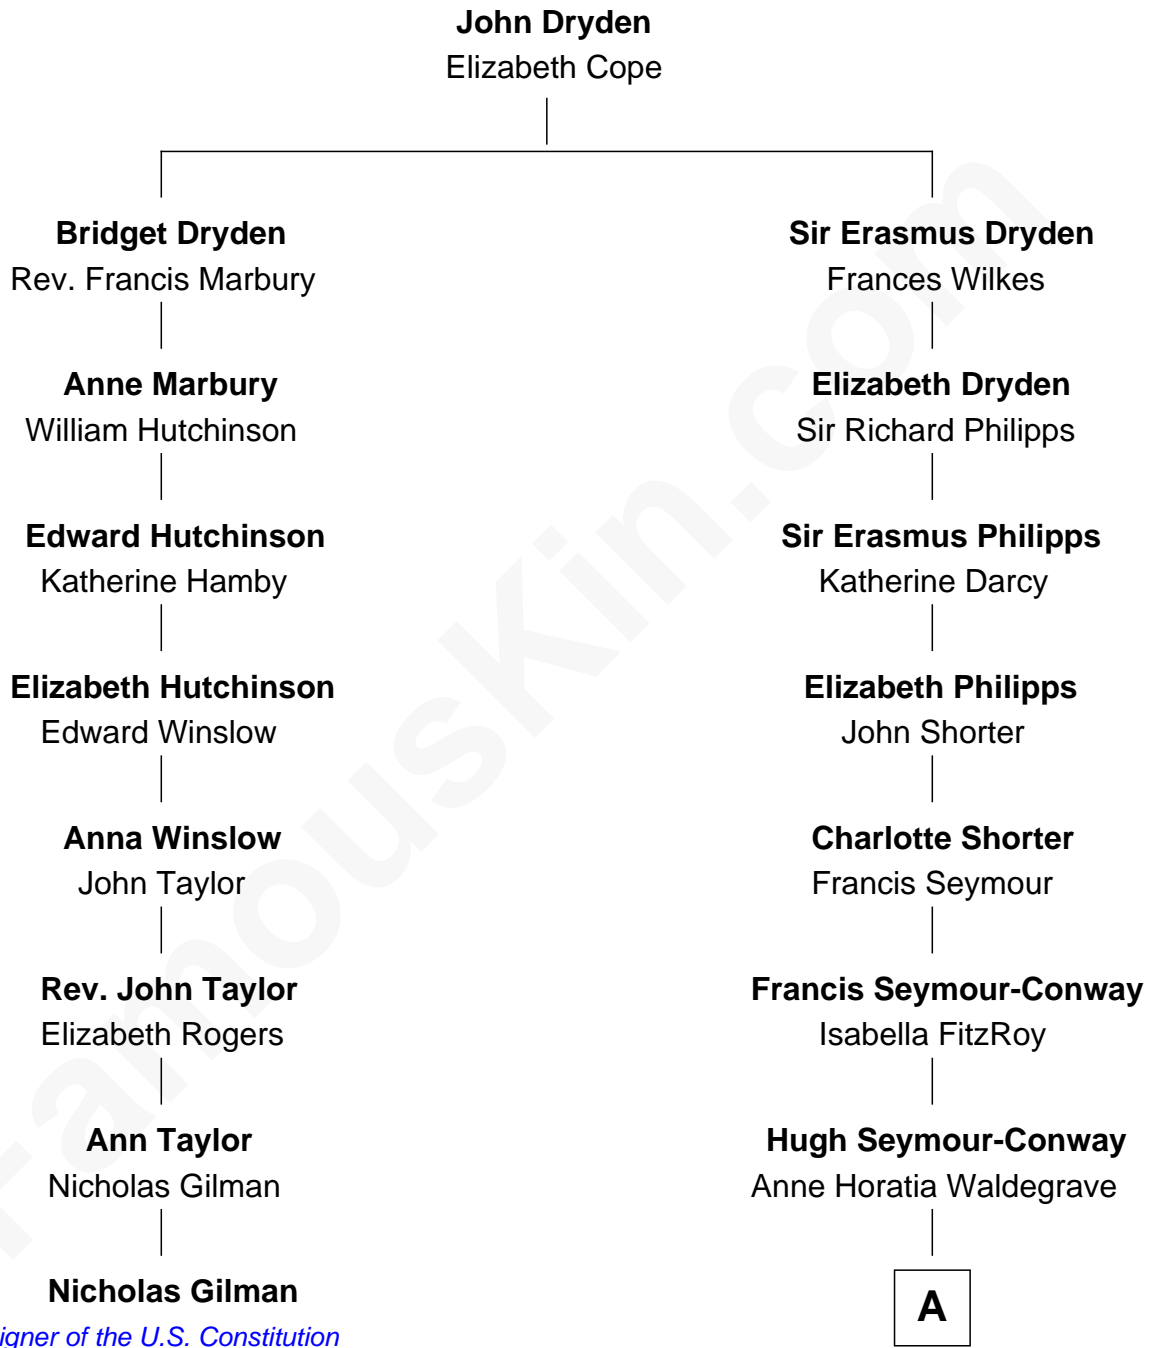 John Dryden
Elizabeth Cope
Bridget Dryden
Rev. Francis Marbury
Sir Erasmus Dryden
Frances Wilkes
Anne Marbury
William Hutchinson
Elizabeth Dryden
Sir Richard Philipps
Edward Hutchinson
Katherine Hamby
Sir Erasmus Philipps
Katherine Darcy
Elizabeth Hutchinson
Edward Winslow
Elizabeth Philipps
John Shorter
Anna Winslow
John Taylor
Charlotte Shorter
Francis Seymour
Rev. John Taylor
Elizabeth Rogers
Francis Seymour-Conway
Isabella FitzRoy
Ann Taylor
Nicholas Gilman
Hugh Seymour-Conway
Anne Horatia Waldegrave
Nicholas Gilman
igner of the U.S. Constitution
A
FamousKin.com